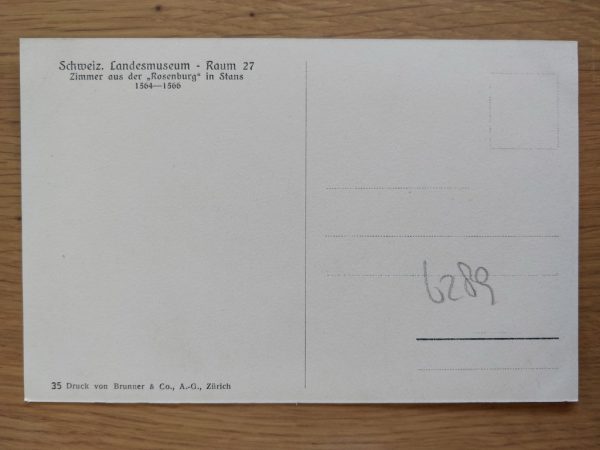 Schweiz. Landesmuseum - Raum 27
Zimmer aus der „Rosenburg“ in Stans
1564—1566
6289
35 Druck von Brunner & Co., A.-G., Zürich